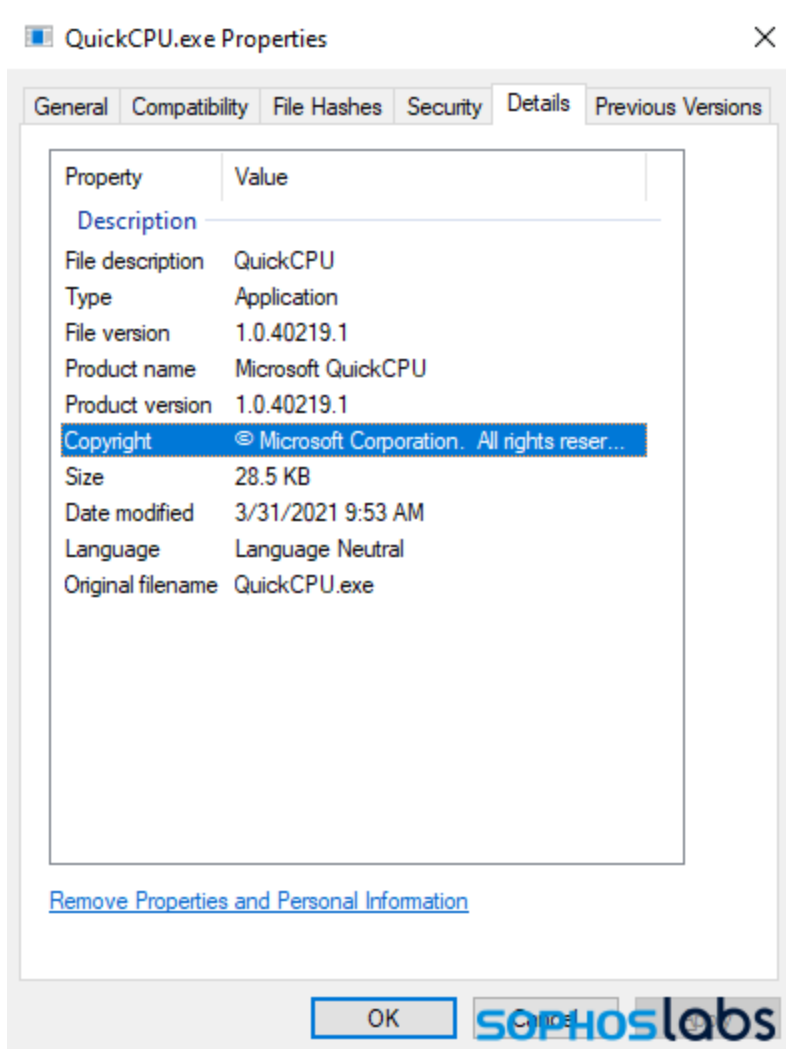 QuickCPU.exe Properties
General Compatibility File Hashes Security Details Previous Versions
Property Value
Description
File description QuickCPU
Type Application
File version 1.0.40219.1
Product name Microsoft QuickCPU
Product version 1.0.40219.1
Copyright © Microsoft Corporation. All rights reser...
Size 28.5 KB
Date modified 3/31/2021 9:53 AM
Language Language Neutral
Original filename QuickCPU.exe
Remove Properties and Personal Information
OK Cancel Apply
SOPHOSlabs